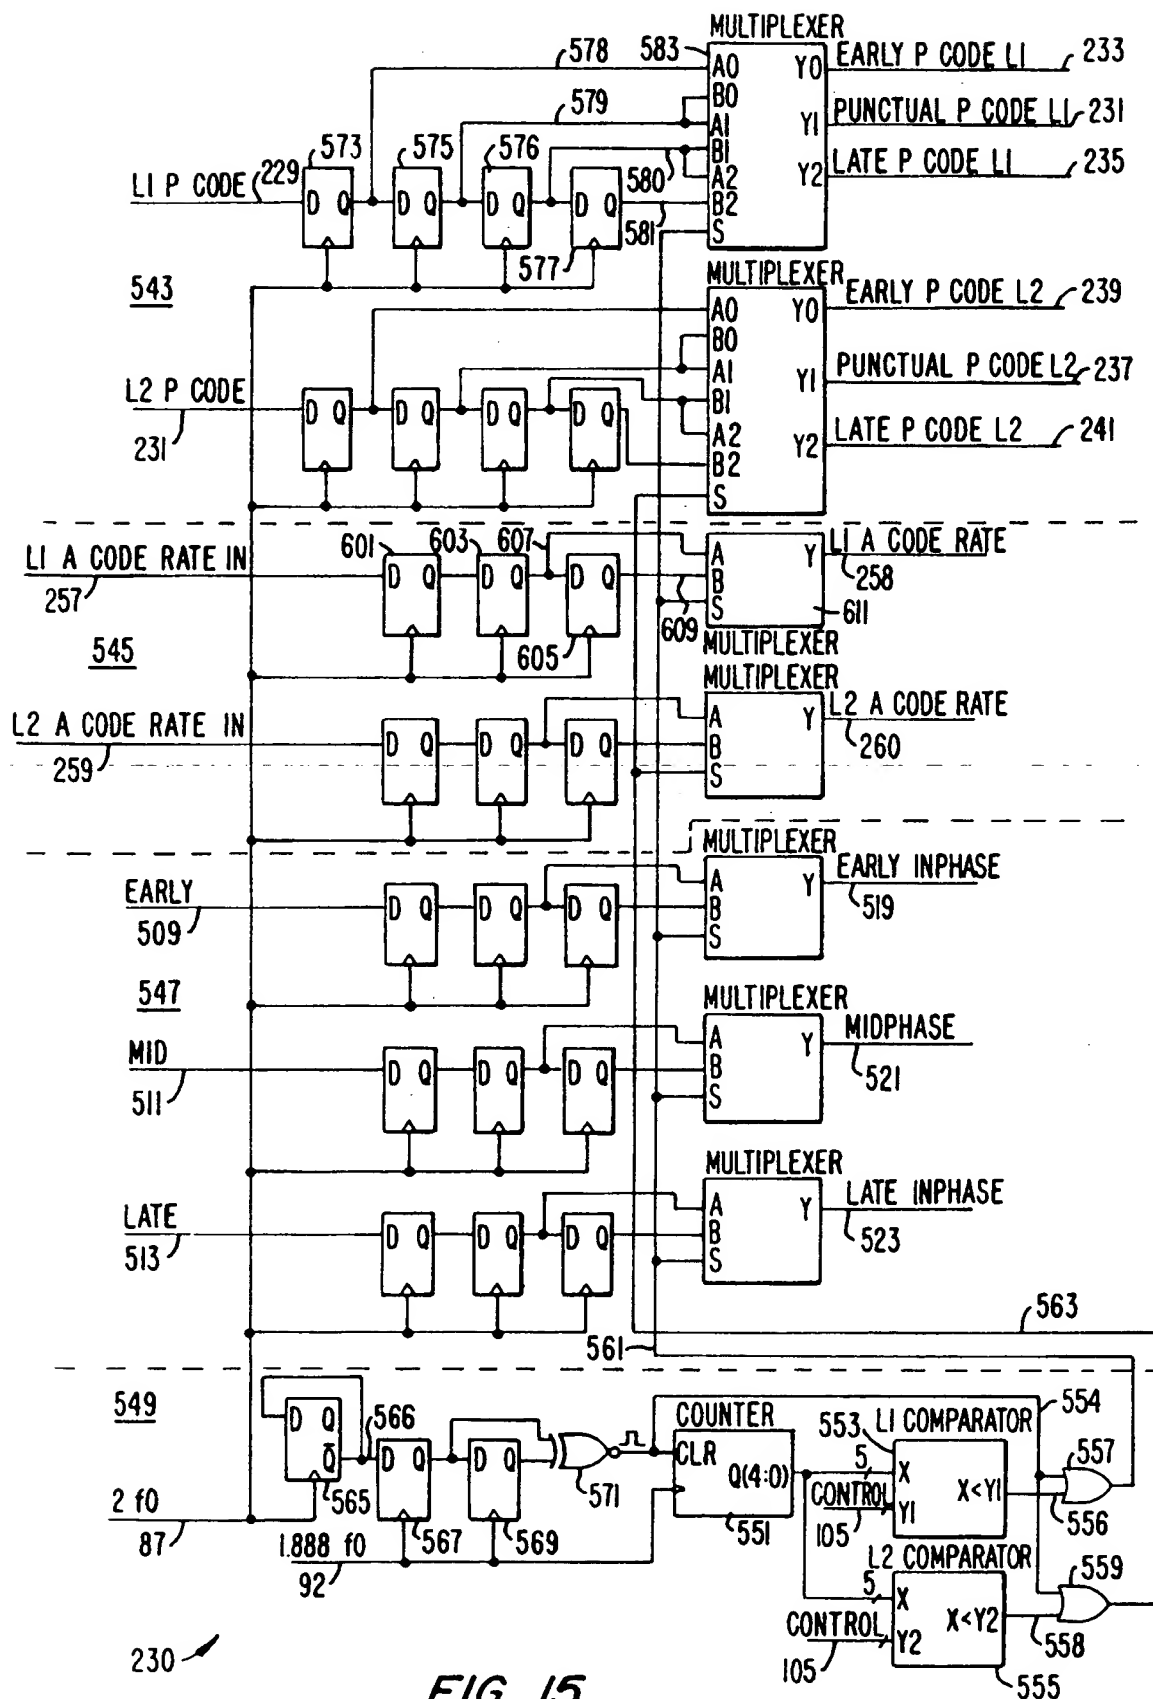 MULTIPLEXER
578 583 A0 Y0 EARLY P CODE L1 233
B0
579 A1 Y1 PUNCTUAL P CODE L1 231
573 575 576 B1
L1 P CODE 229 D Q D Q D Q D Q 580 A2 Y2 LATE P CODE L1 235
581 B2
577 S
543
MULTIPLEXER
A0 Y0 EARLY P CODE L2 239
B0
A1 Y1 PUNCTUAL P CODE L2 237
L2 P CODE D Q D Q D Q D Q B1
231 A2 Y2 LATE P CODE L2 241
B2
S
L1 A CODE RATE IN 601 603 607 A Y L1 A CODE RATE
257 D Q D Q D Q B 258
609 S 611
545 605
MULTIPLEXER
MULTIPLEXER
L2 A CODE RATE IN D Q D Q D Q A Y L2 A CODE RATE
259 B 260
S
MULTIPLEXER
EARLY D Q D Q D Q A Y EARLY INPHASE
509 B 519
S
547
MULTIPLEXER
MID D Q D Q D Q A Y MIDPHASE
511 B 521
S
MULTIPLEXER
LATE D Q D Q D Q A Y LATE INPHASE
513 B 523
S
563
561
549 554
COUNTER 553 L1 COMPARATOR
D Q Q 566 D Q D Q CLR Q(4:0) 5 X X<Y1 557
565 571 CONTROL Y1 556
2 f0 567 569 551 105
87 1.888 f0 L2 COMPARATOR 559
92 5 X X<Y2
CONTROL Y2 558
230 105 555
FIG. 15